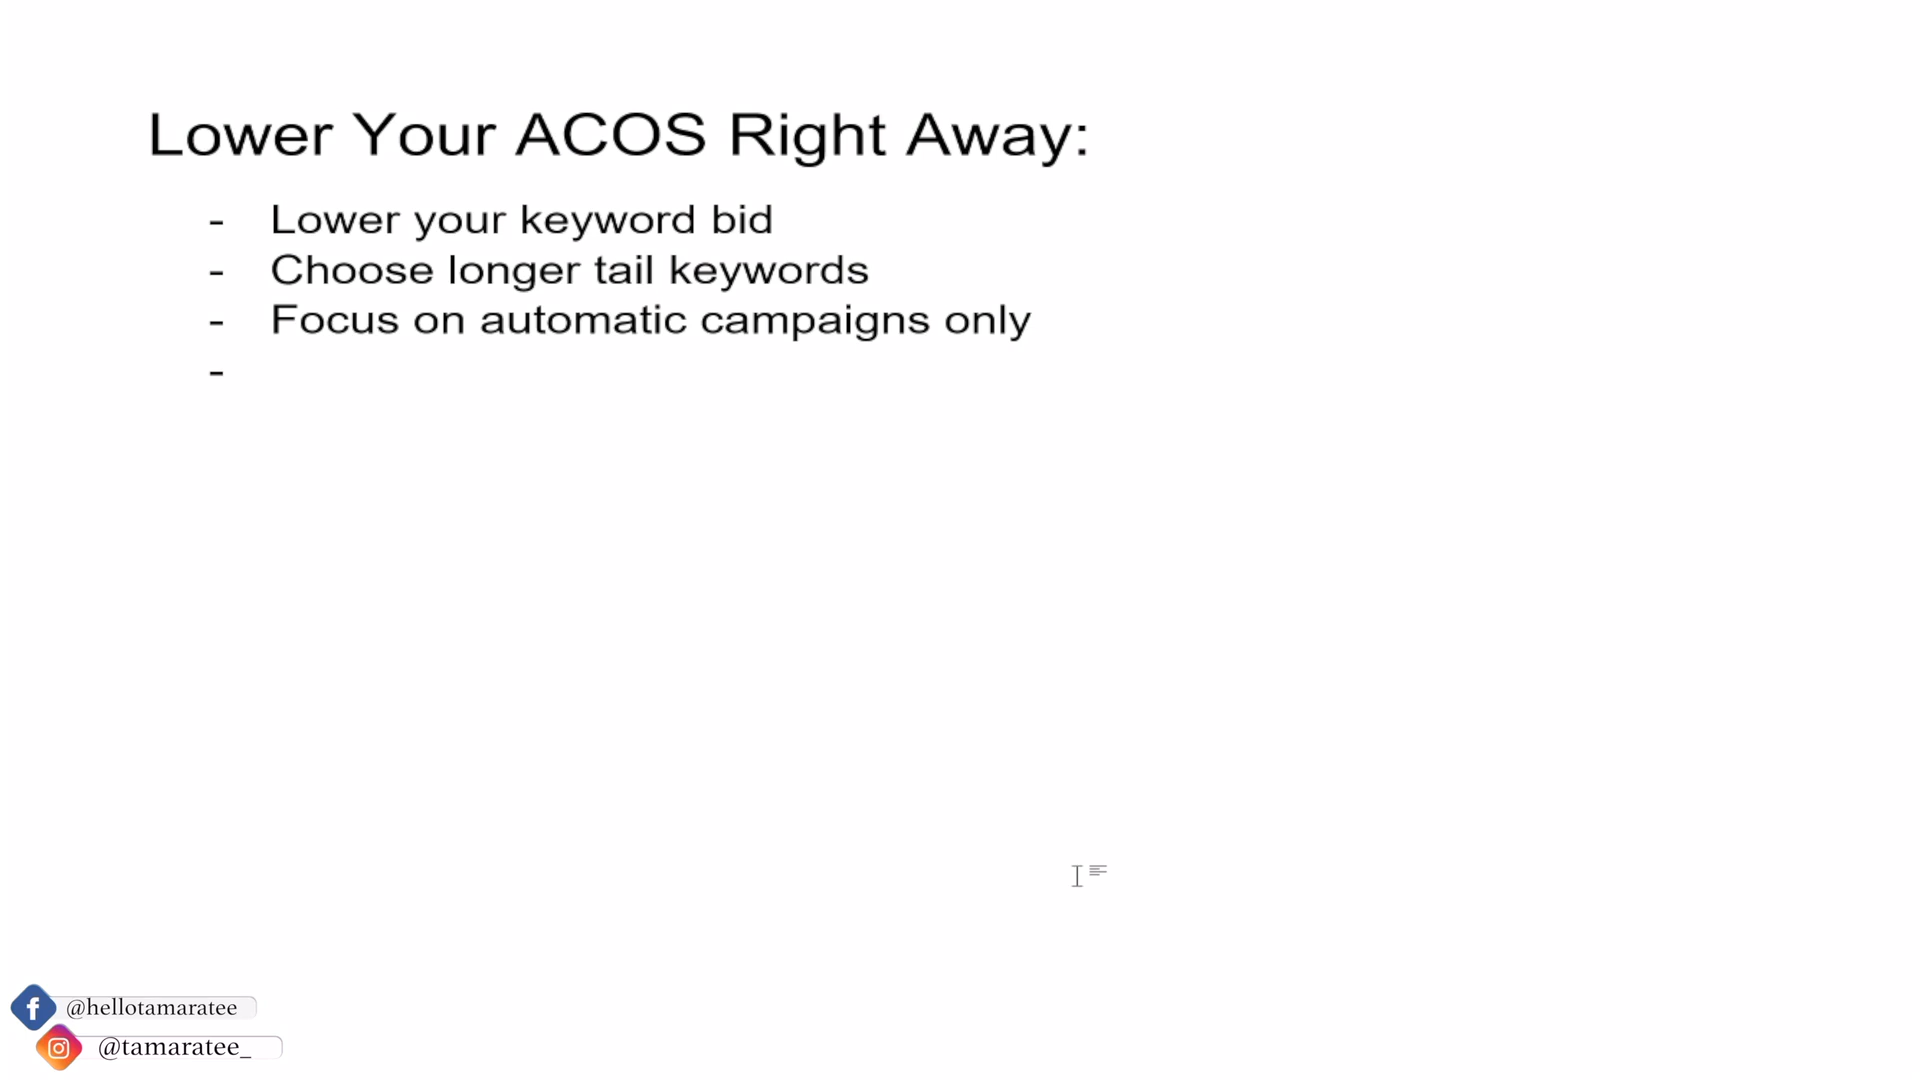 Lower Your ACOS Right Away:
- Lower your keyword bid
- Choose longer tail keywords
- Focus on automatic campaigns only
-
@hellotamaratee
@tamaratee_